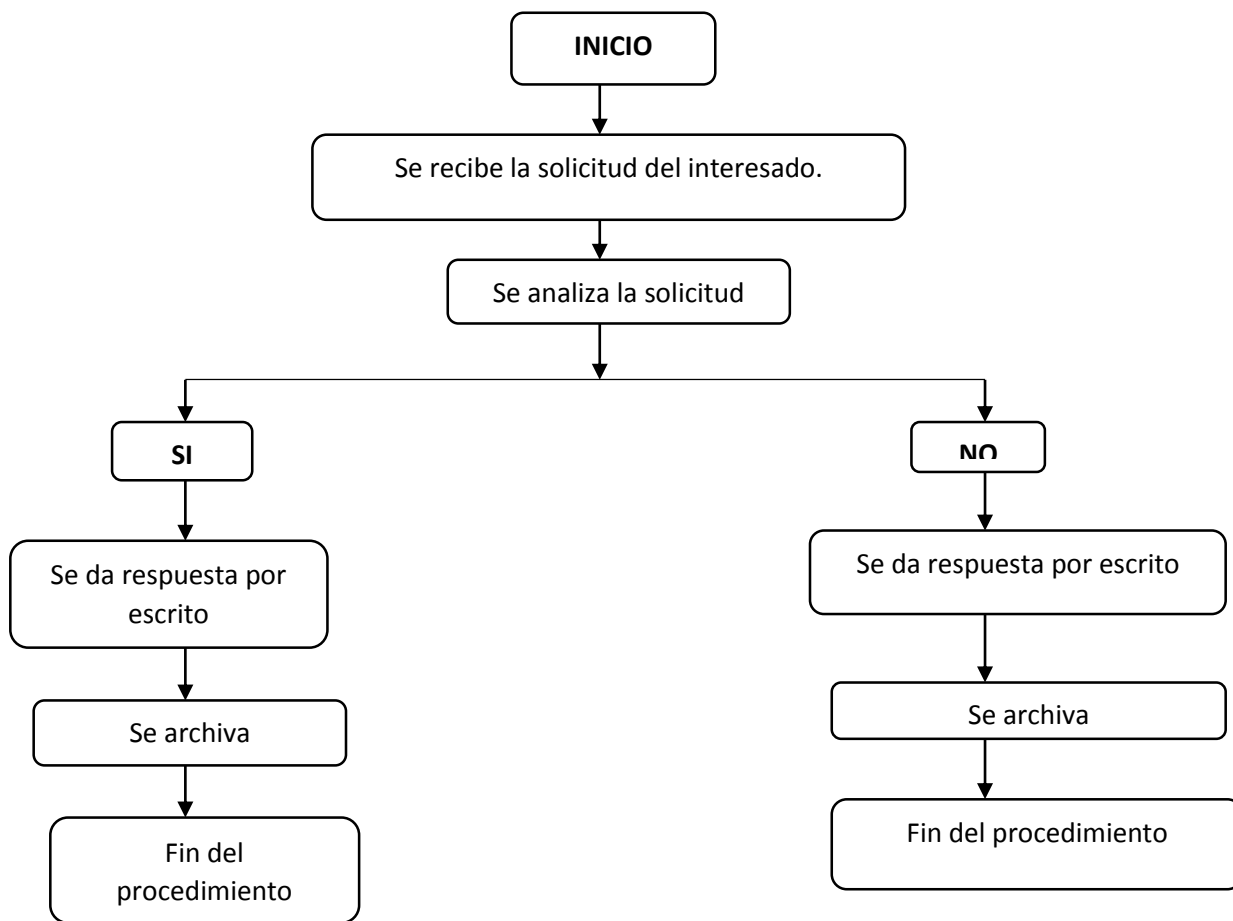 INICIO
Se recibe la solicitud del interesado.
Se analiza la solicitud
SI
NO
Se da respuesta por
escrito
Se da respuesta por escrito
Se archiva
Se archiva
Fin del
procedimiento
Fin del procedimiento